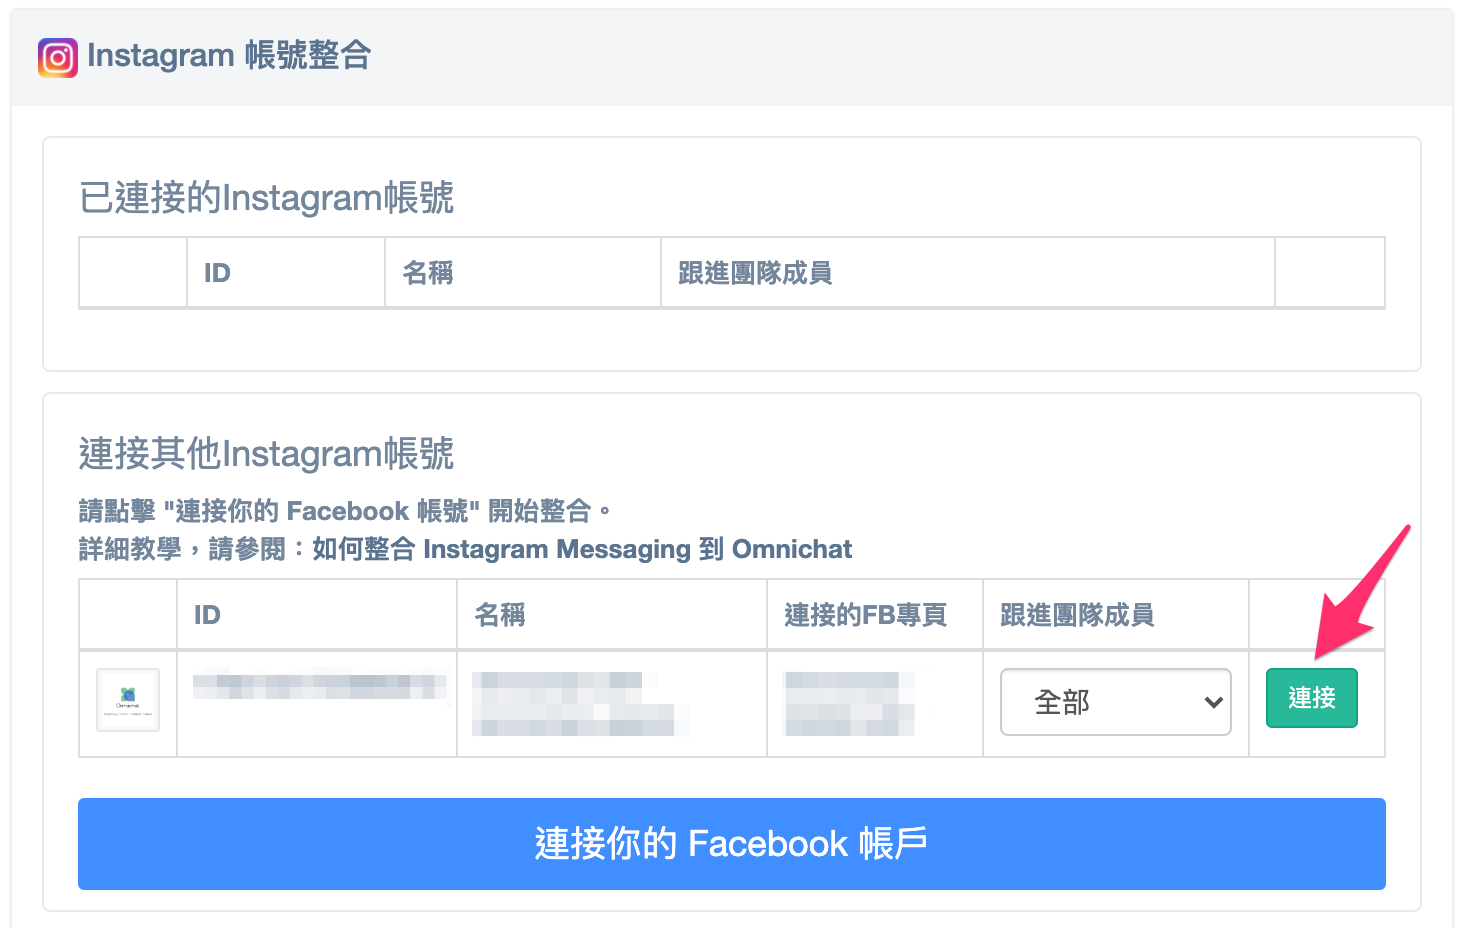 Instagram 帳號整合
已連接的Instagram帳號
ID 名稱 跟進團隊成員
連接其他Instagram帳號
請點擊 "連接你的 Facebook 帳號" 開始整合。
詳細教學，請參閱：如何整合 Instagram Messaging 到 Omnichat
ID 名稱 連接的FB專頁 跟進團隊成員
Omnichat 全部 連接
連接你的 Facebook 帳戶